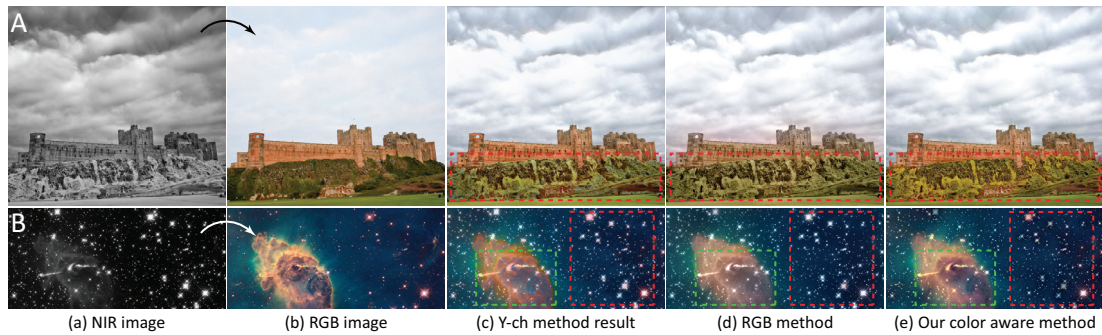 A
B
(a) NIR image
(b) RGB image
(c) Y-ch method result
(d) RGB method
(e) Our color aware method